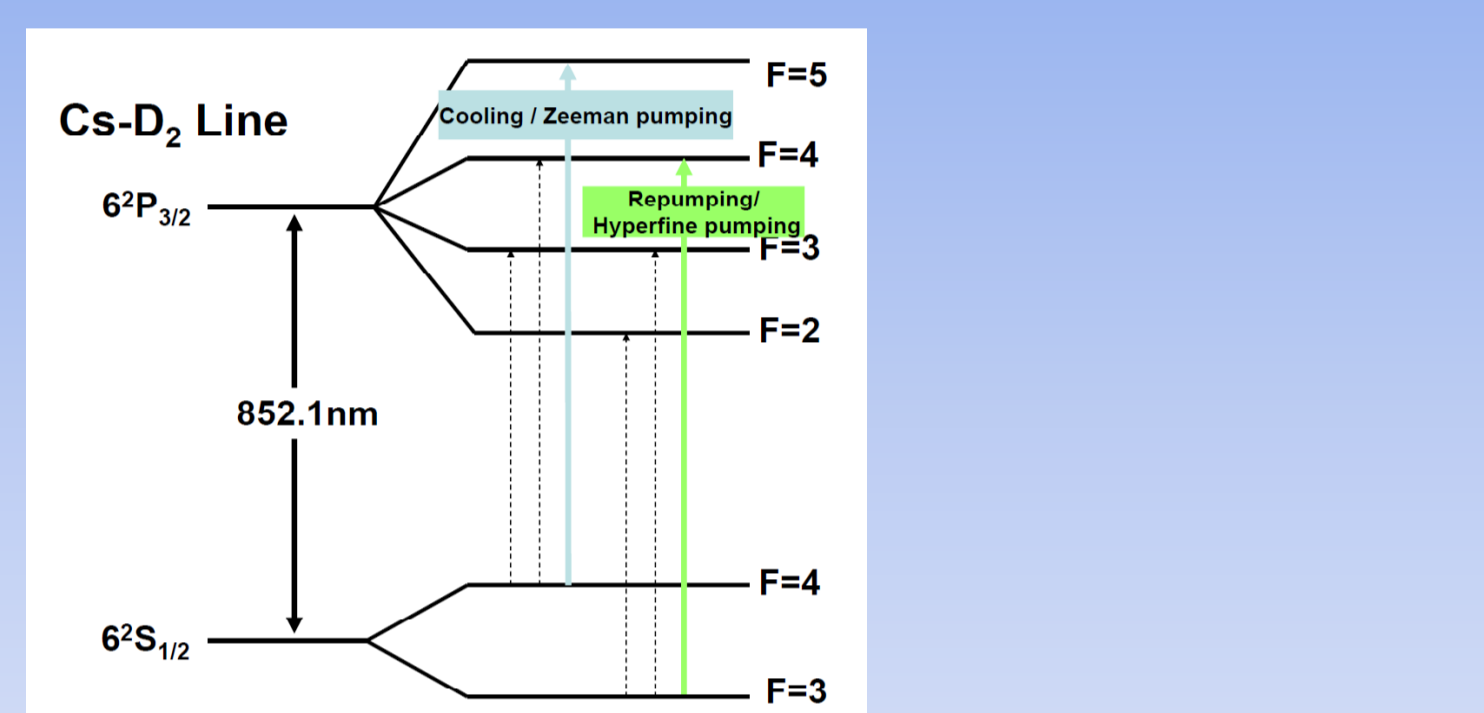 F=5
Cooling / Zeeman pumping
Cs-D₂ Line
F=4
6²P₃/₂
Repumping/
Hyperfine pumping
F=3
F=2
852.1nm
F=4
6²S₁/₂
F=3